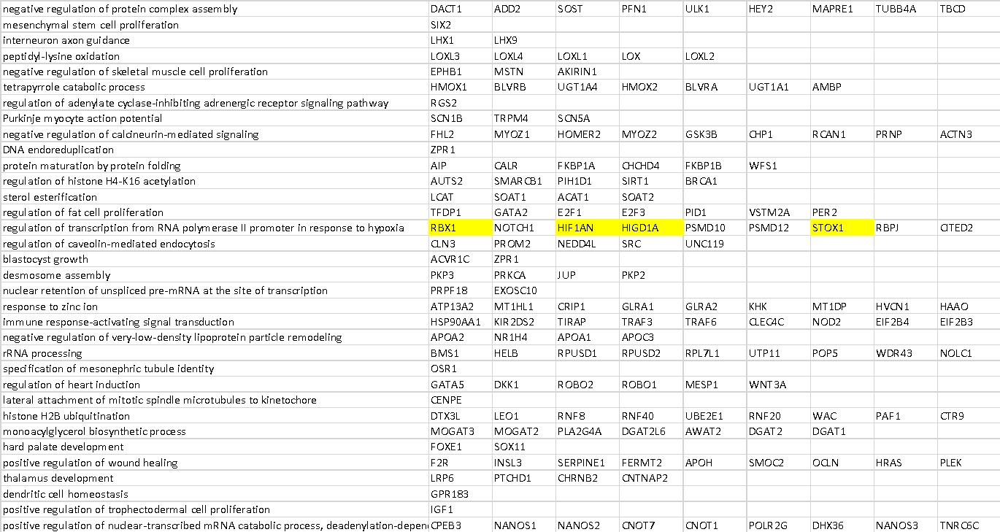 negative regulation of protein complex assembly DACT1 ADD2 SOST PFN1 ULK1 HEY2 MAPRE1 TUBB4A TBCD
mesenchymal stem cell proliferation SIX2
interneuron axon guidance LHX1 LHX9
peptidyl-lysine oxidation LOXL3 LOXL4 LOXL1 LOX LOXL2
negative regulation of skeletal muscle cell proliferation EPHB1 MSTN AKIRIN1
tetrapyrrole catabolic process HMOX1 BLVRB UGT1A4 HMOX2 BLVRA UGT1A1 AMBP
regulation of adenylate cyclase-inhibiting adrenergic receptor signaling pathway RGS2
Purkinje myocyte action potential SCN1B TRPM4 SCN5A
negative regulation of calcineurin-mediated signaling FHL2 MYOZ1 HOMER2 MYOZ2 GSK3B CHP1 RCAN1 PRNP ACTN3
DNA endoreduplication ZPR1
protein maturation by protein folding AIP CALR FKBP1A CHCHD4 FKBP1B WFS1
regulation of histone H4-K16 acetylation AUTS2 SMARCB1 PIH1D1 SIRT1 BRCA1
sterol esterification LCAT SOAT1 ACAT1 SOAT2
regulation of fat cell proliferation TFDP1 GATA2 E2F1 E2F3 PID1 VSTM2A PER2
regulation of transcription from RNA polymerase II promoter in response to hypoxia RBX1 NOTCH1 HIF1AN HIGD1A PSMD10 PSMD12 STOX1 RBPJ CITED2
regulation of caveolin-mediated endocytosis CLN3 PROM2 NEDD4L SRC UNC119
blastocyst growth ACVR1C ZPR1
desmosome assembly PKP3 PRKCA JUP PKP2
nuclear retention of unspliced pre-mRNA at the site of transcription PRPF18 EXOSC10
response to zinc ion ATP13A2 MT1HL1 CRIP1 GLRA1 GLRA2 KHK MT1DP HVCN1 HAAO
immune response-activating signal transduction HSP90AA1 KIR2DS2 TIRAP TRAF3 TRAF6 CLEC4C NOD2 EIF2B4 EIF2B3
negative regulation of very-low-density lipoprotein particle remodeling APOA2 NR1H4 APOA1 APOC3
rRNA processing BMS1 HELB RPUSD1 RPUSD2 RPL7L1 UTP11 POP5 WDR43 NOLC1
specification of mesonephric tubule identity OSR1
regulation of heart induction GATA5 DKK1 ROBO2 ROBO1 MESP1 WNT3A
lateral attachment of mitotic spindle microtubules to kinetochore CENPE
histone H2B ubiquitination DTX3L LEO1 RNF8 RNF40 UBE2E1 RNF20 WAC PAF1 CTR9
monoacylglycerol biosynthetic process MOGAT3 MOGAT2 PLA2G4A DGAT2L6 AWAT2 DGAT2 DGAT1
hard palate development FOXE1 SOX11
positive regulation of wound healing F2R INSL3 SERPINE1 FERMT2 APOH SMOC2 OCLN HRAS PLEK
thalamus development LRP6 PTCHD1 CHRNB2 CNTNAP2
dendritic cell homeostasis GPR183
positive regulation of trophectodermal cell proliferation IGF1
positive regulation of nuclear-transcribed mRNA catabolic process, deadenylation-depen CPEB3 NANOS1 NANOS2 CNOT7 CNOT1 POLR2G DHX36 NANOS3 TNRC6C